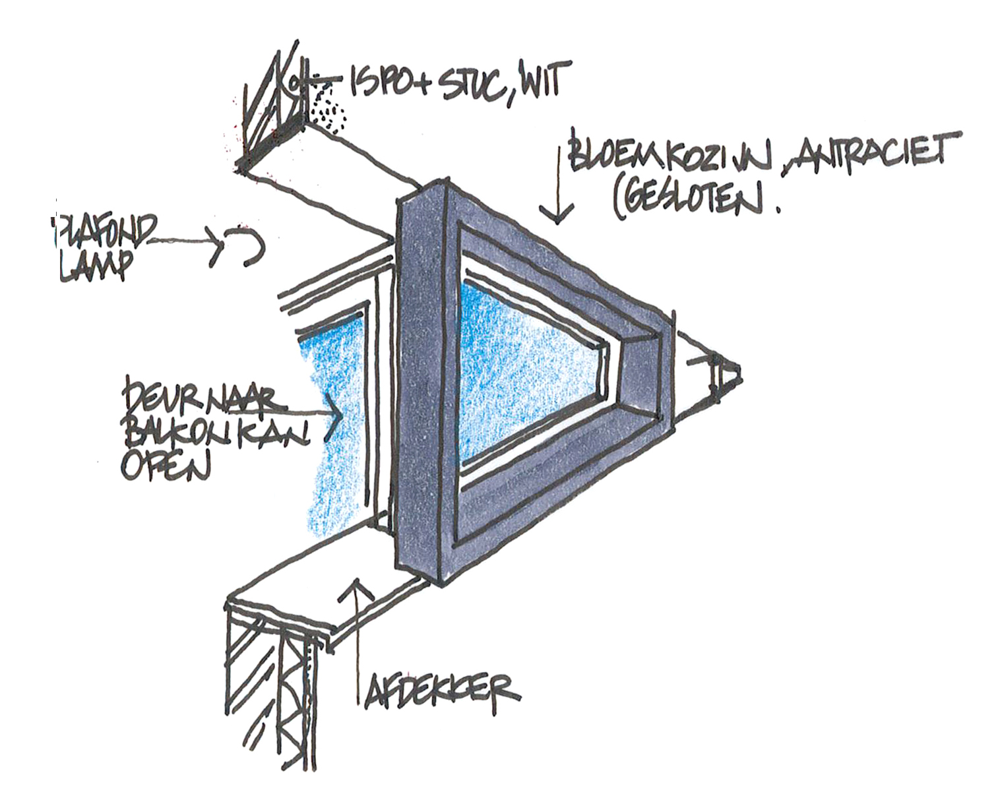 ISPO+ STUC, WIT
BLOEMKOZIJN, ANTRACIET
(GESLOTEN.
PLAFOND
LAMP
DEUR NAAR
BALKON KAN
OPEN
AFDEKKER